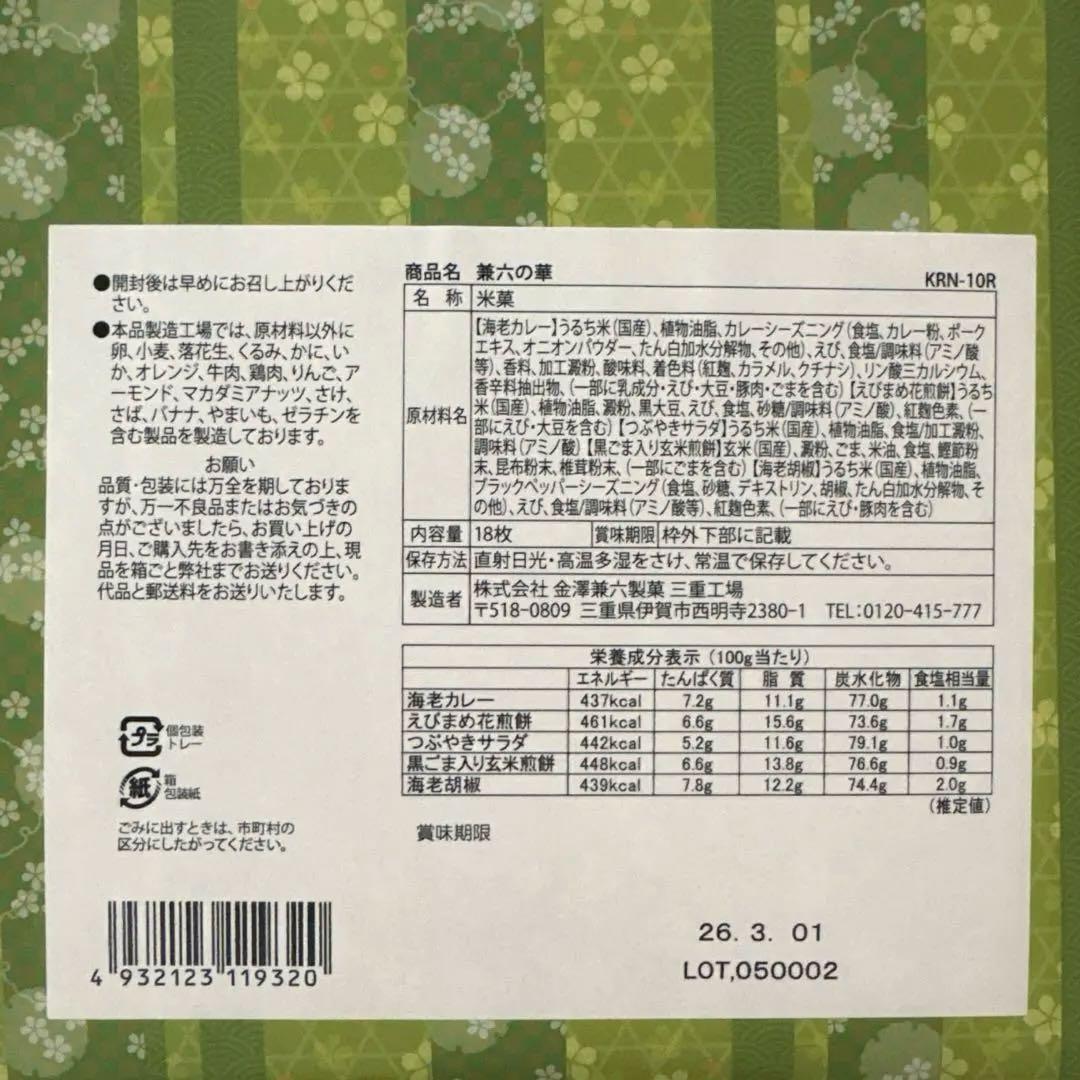 ●開封後は早めにお召し上がりくだ
さい。
●本品製造工場では、原材料以外に
卵、小麦、落花生、くるみ、かに、い
か、オレンジ、牛肉、鶏肉、りんご、ア
ーモンド、マカダミアナッツ、さけ、
さば、バナナ、やまいも、ゼラチンを
含む製品を製造しております。
お願い
品質・包装には万全を期しておりま
すが、万一不良品またはお気づきの
点がございましたら、お買い上げの
月日、ご購入先をお書き添えの上、現
品を箱ごと弊社までお送りください。
代品と郵送料をお送りいたします。
プラ 個包装
トレー
紙 箱
包装紙
ごみに出すときは、市町村の
区分にしたがってください。
4 932123 119320
商品名 兼六の華 KRN-10R
名 称 米菓
原材料名
【海老カレー】うるち米(国産)、植物油脂、カレーシーズニング(食塩、カレー粉、ポーク
エキス、オニオンパウダー、たん白加水分解物、その他)、えび、食塩/調味料(アミノ酸
等)、香料、加工澱粉、酸味料、着色料(紅麹、カラメル、クチナシ)、リン酸三カルシウム、
香辛料抽出物、(一部に乳成分・えび・大豆・豚肉・ごまを含む)【えびまめ花煎餅】うるち
米(国産)、植物油脂、澱粉、黒大豆、えび、食塩、砂糖/調味料(アミノ酸)、紅麹色素、(一
部にえび・大豆を含む)【つぶやきサラダ】うるち米(国産)、植物油脂、食塩/加工澱粉、
調味料(アミノ酸)【黒ごま入り玄米煎餅】玄米(国産)、澱粉、ごま、米油、食塩、鰹節粉
末、昆布粉末、椎茸粉末、(一部にごまを含む)【海老胡椒】うるち米(国産)、植物油脂、
ブラックペッパーシーズニング(食塩、砂糖、デキストリン、胡椒、たん白加水分解物、そ
の他)、えび、食塩/調味料(アミノ酸等)、紅麹色素、(一部にえび・豚肉を含む)
内容量 18枚 賞味期限 枠外下部に記載
保存方法 直射日光・高温多湿をさけ、常温で保存してください。
製造者 株式会社 金澤兼六製菓 三重工場
〒518-0809 三重県伊賀市西明寺2380-1 TEL:0120-415-777
栄養成分表示(100g当たり)
エネルギー たんぱく質 脂 質 炭水化物 食塩相当量
海老カレー 437kcal 7.2g 11.1g 77.0g 1.1g
えびまめ花煎餅 461kcal 6.6g 15.6g 73.6g 1.7g
つぶやきサラダ 442kcal 5.2g 11.6g 79.1g 1.0g
黒ごま入り玄米煎餅 448kcal 6.6g 13.8g 76.6g 0.9g
海老胡椒 439kcal 7.8g 12.2g 74.4g 2.0g
(推定値)
賞味期限
26. 3. 01
LOT,050002